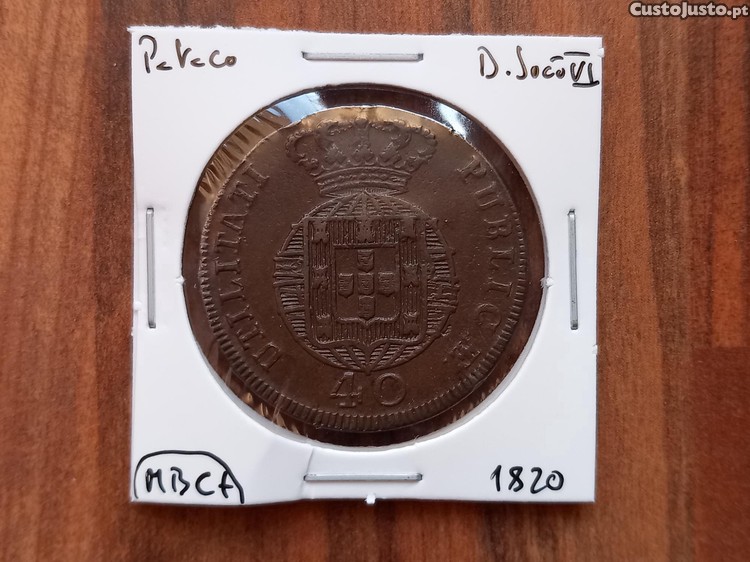 CustoJusto.pt
Pataco
D. João VI
UTILITATI
PUBLICÆ
40
MBCA
1820